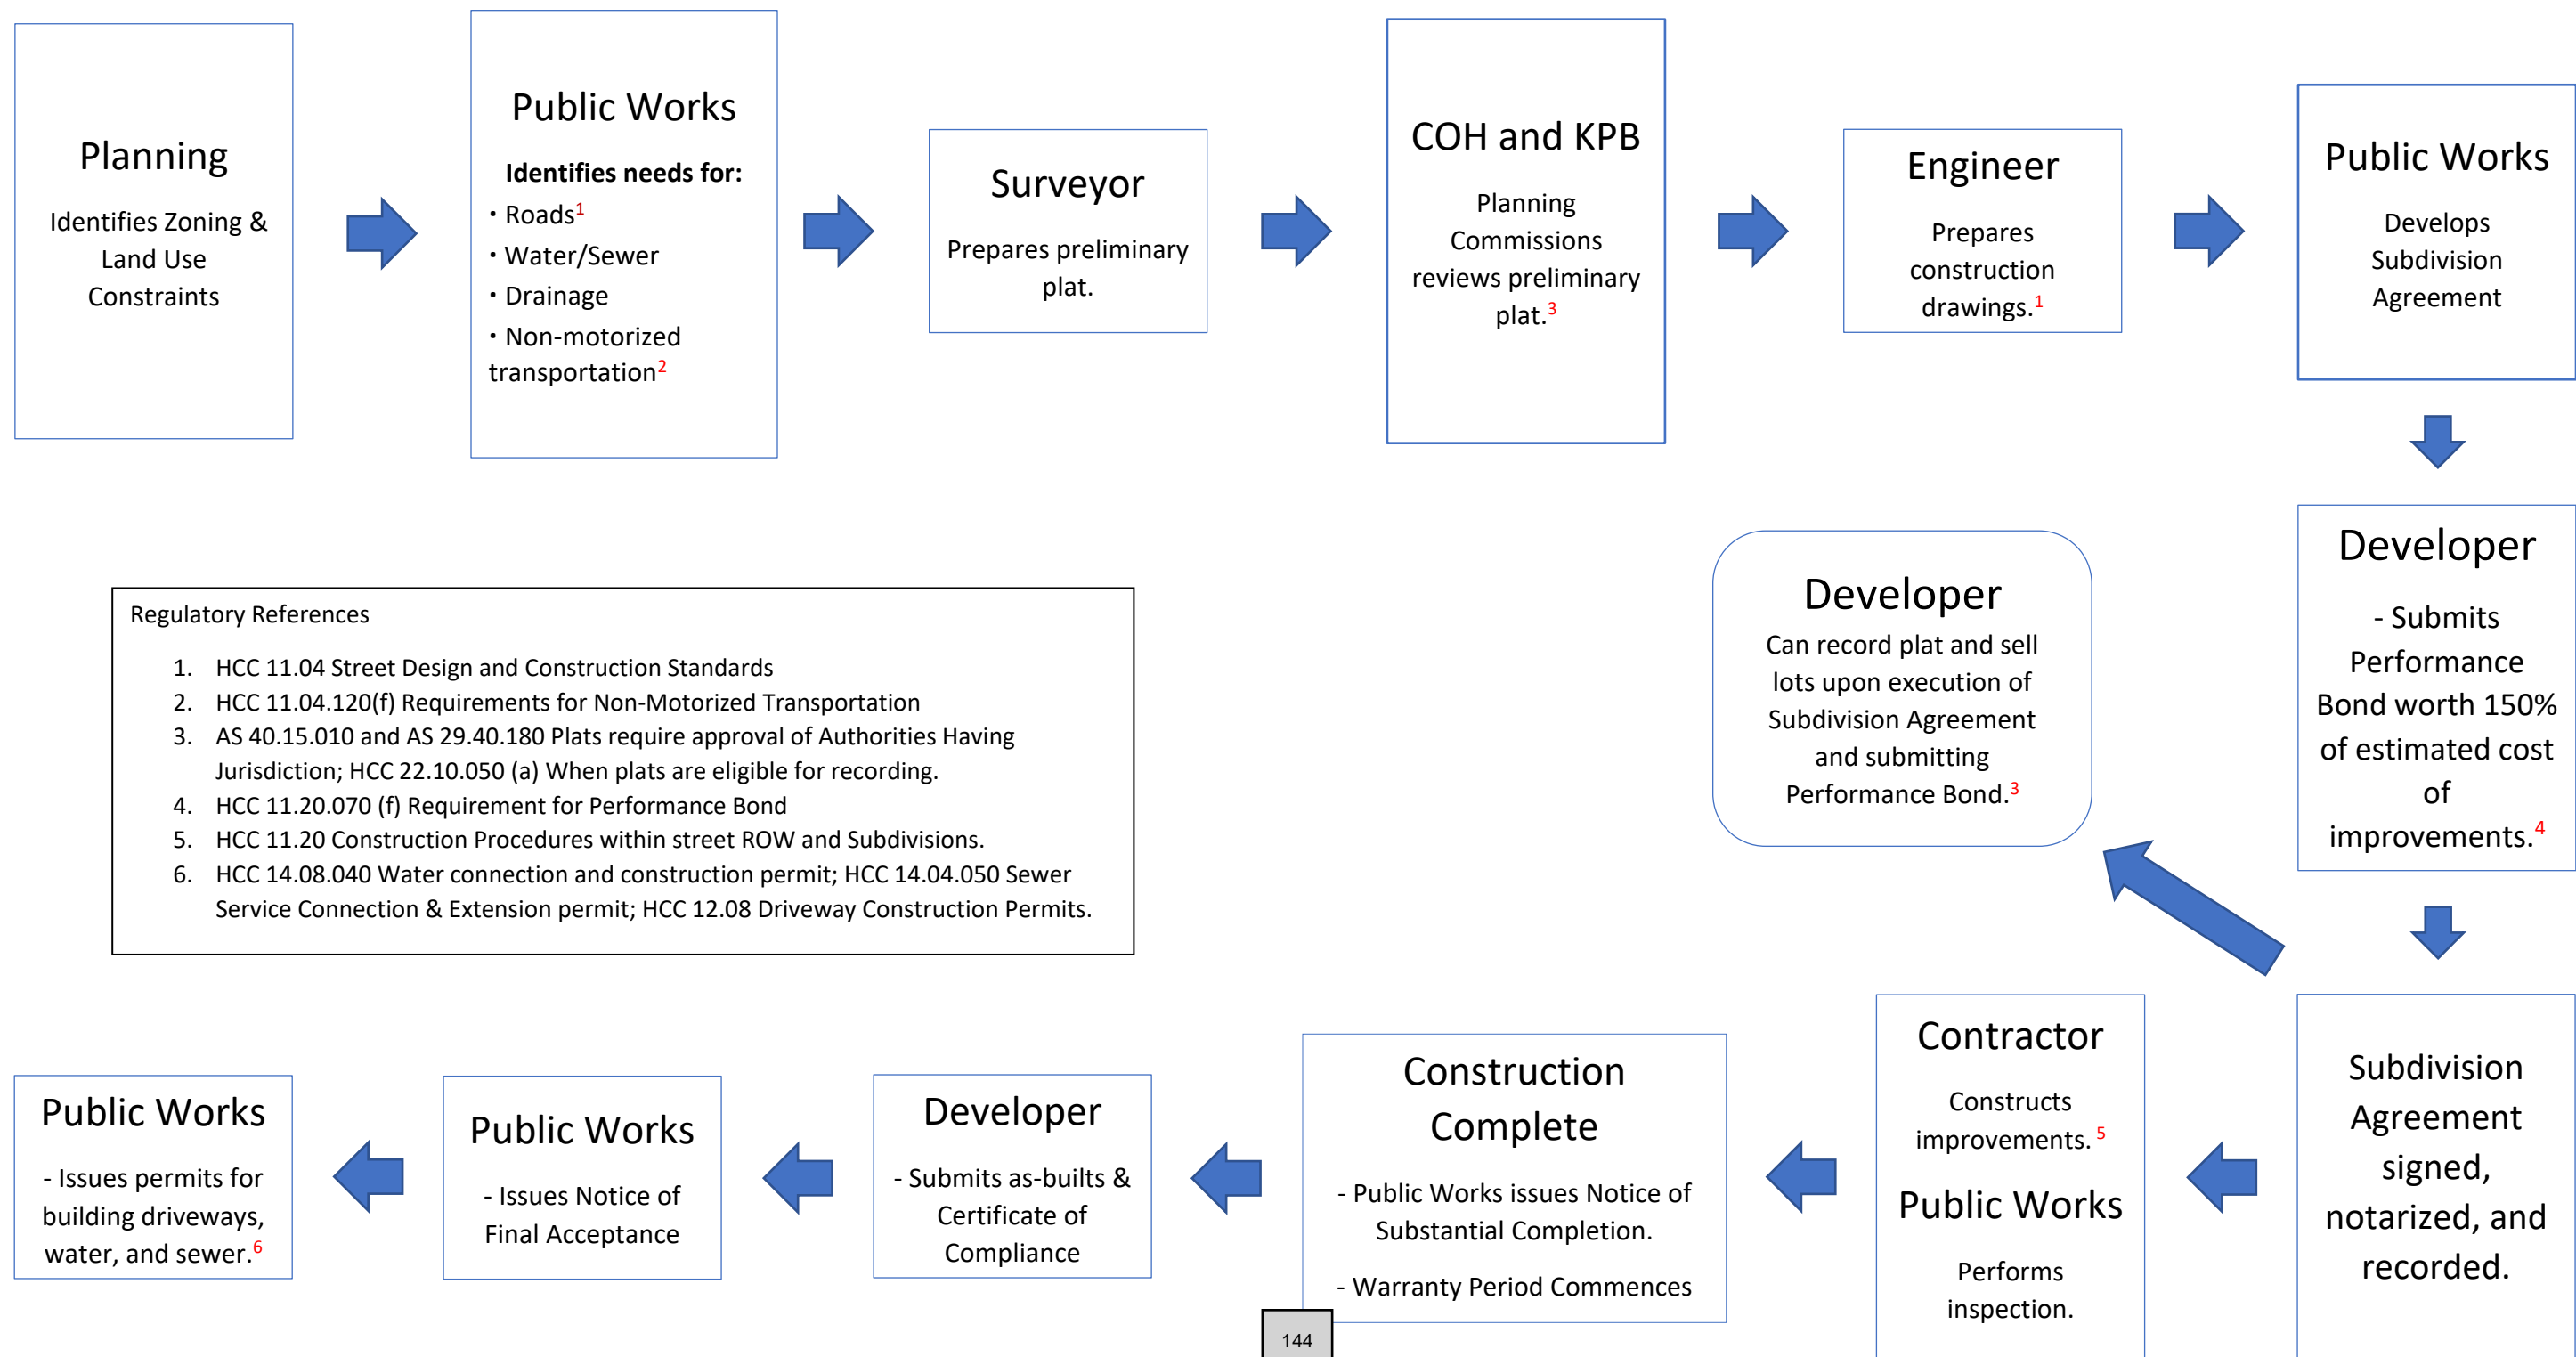 Planning
Identifies Zoning &
Land Use
Constraints
Public Works
Identifies needs for:
• Roads1
• Water/Sewer
• Drainage
• Non-motorized
transportation2
Surveyor
Prepares preliminary
plat.
COH and KPB
Planning
Commissions
reviews preliminary
plat.3
Engineer
Prepares
construction
drawings.1
Public Works
Develops
Subdivision
Agreement
Developer
- Submits
Performance
Bond worth 150%
of estimated cost
of
improvements.4
Developer
Can record plat and sell
lots upon execution of
Subdivision Agreement
and submitting
Performance Bond.3
Regulatory References
1. HCC 11.04 Street Design and Construction Standards
2. HCC 11.04.120(f) Requirements for Non-Motorized Transportation
3. AS 40.15.010 and AS 29.40.180 Plats require approval of Authorities Having
Jurisdiction; HCC 22.10.050 (a) When plats are eligible for recording.
4. HCC 11.20.070 (f) Requirement for Performance Bond
5. HCC 11.20 Construction Procedures within street ROW and Subdivisions.
6. HCC 14.08.040 Water connection and construction permit; HCC 14.04.050 Sewer
Service Connection & Extension permit; HCC 12.08 Driveway Construction Permits.
Subdivision
Agreement
signed,
notarized, and
recorded.
Contractor
Constructs
improvements. 5
Public Works
Performs
inspection.
Construction
Complete
- Public Works issues Notice of
Substantial Completion.
- Warranty Period Commences
Developer
- Submits as-builts &
Certificate of
Compliance
Public Works
- Issues Notice of
Final Acceptance
Public Works
- Issues permits for
building driveways,
water, and sewer.6
144